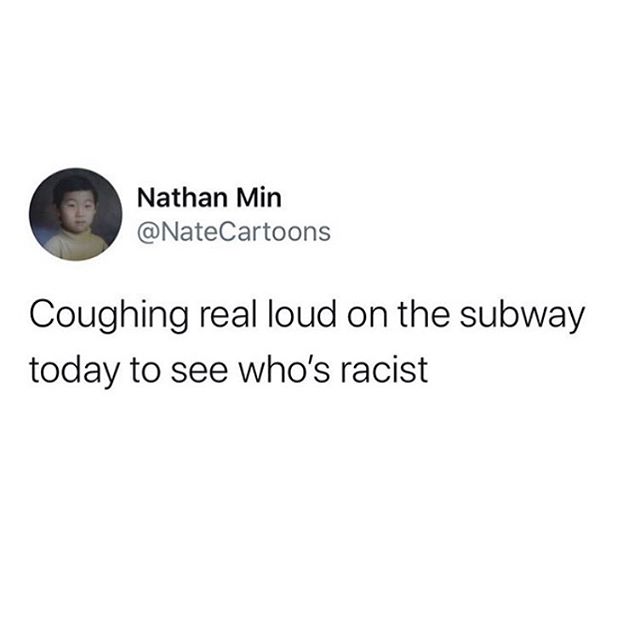 Nathan Min
@NateCartoons
Coughing real loud on the subway
today to see who's racist